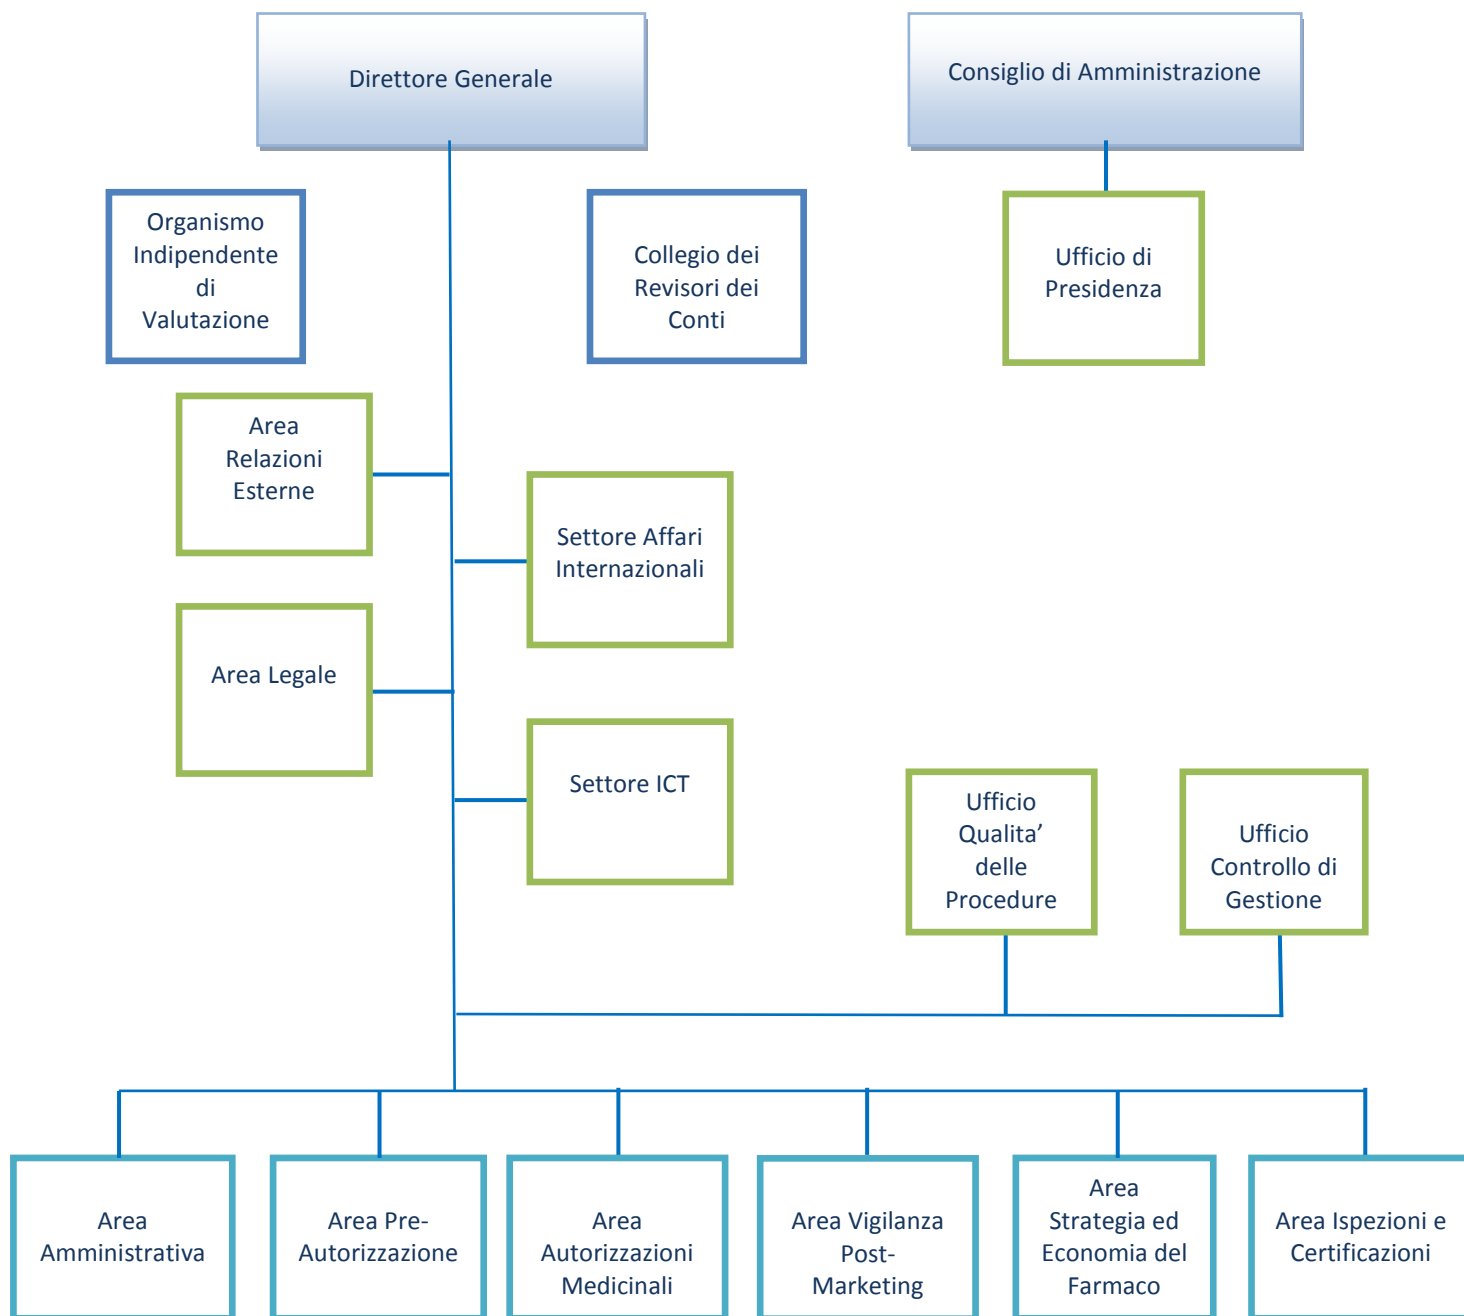 Direttore Generale
Consiglio di Amministrazione
Organismo
Indipendente
di
Valutazione
Collegio dei
Revisori dei
Conti
Ufficio di
Presidenza
Area
Relazioni
Esterne
Settore Affari
Internazionali
Area Legale
Settore ICT
Ufficio
Qualita’
delle
Procedure
Ufficio
Controllo di
Gestione
Area
Amministrativa
Area Pre-
Autorizzazione
Area
Autorizzazioni
Medicinali
Area Vigilanza
Post-
Marketing
Area
Strategia ed
Economia del
Farmaco
Area Ispezioni e
Certificazioni